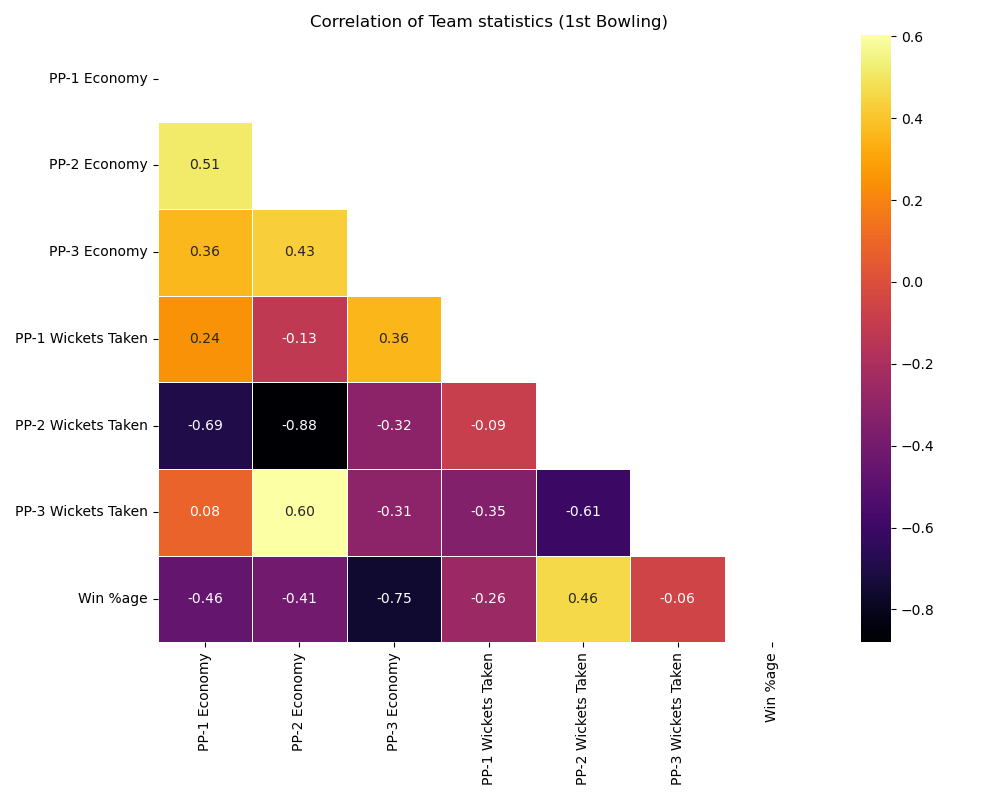 Correlation of Team statistics (1st Bowling)
PP-1 Economy
PP-2 Economy 0.51
PP-3 Economy 0.36 0.43
PP-1 Wickets Taken 0.24 -0.13 0.36
PP-2 Wickets Taken -0.69 -0.88 -0.32 -0.09
PP-3 Wickets Taken 0.08 0.60 -0.31 -0.35 -0.61
Win %age -0.46 -0.41 -0.75 -0.26 0.46 -0.06
PP-1 Economy
PP-2 Economy
PP-3 Economy
PP-1 Wickets Taken
PP-2 Wickets Taken
PP-3 Wickets Taken
Win %age
0.6
0.4
0.2
0.0
−0.2
−0.4
−0.6
−0.8